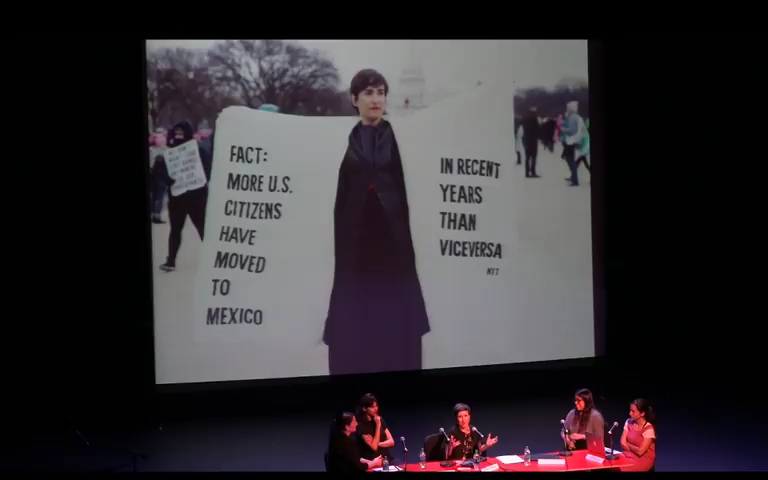 FACT:
MORE U.S.
CITIZENS
HAVE
MOVED
TO
MEXICO
IN RECENT
YEARS
THAN
VICEVERSA
NYT